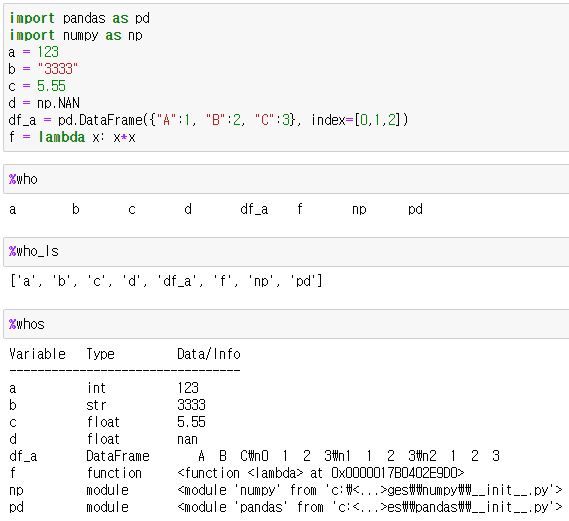 import pandas as pd
import numpy as np
a = 123
b = "3333"
c = 5.55
d = np.NAN
df_a = pd.DataFrame({"A":1, "B":2, "C":3}, index=[0,1,2])
f = lambda x: x*x
%who
a b c d df_a f np pd
%who_ls
['a', 'b', 'c', 'd', 'df_a', 'f', 'np', 'pd']
%whos
Variable Type Data/Info
--------------------------------
a int 123
b str 3333
c float 5.55
d float nan
df_a DataFrame A B C₩n0 1 2 3₩n1 1 2 3₩n2 1 2 3
f function <function <lambda> at 0x0000017B0402E9D0>
np module <module 'numpy' from 'c:₩<...>ges₩₩numpy₩₩__init__.py'>
pd module <module 'pandas' from 'c:<...>es₩₩pandas₩₩__init__.py'>